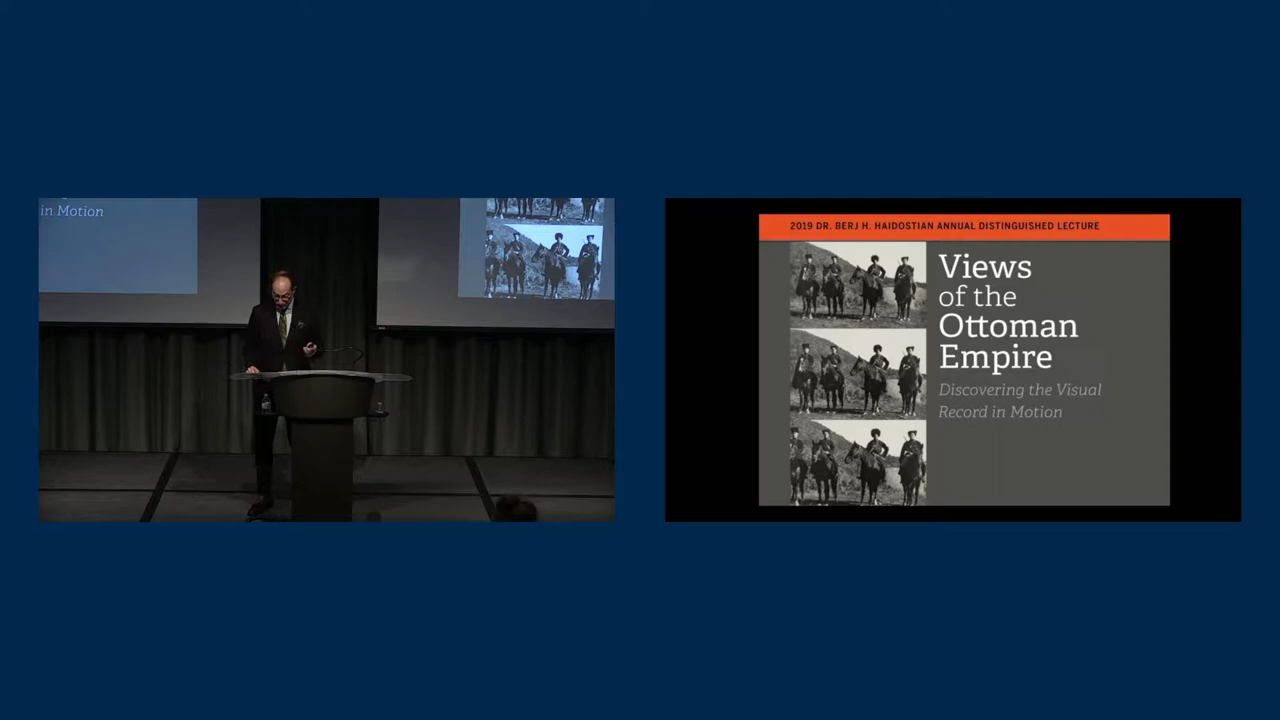 in Motion
2019 DR. BERJ H. HAIDOSTIAN ANNUAL DISTINGUISHED LECTURE
Views
of the
Ottoman
Empire
Discovering the Visual
Record in Motion